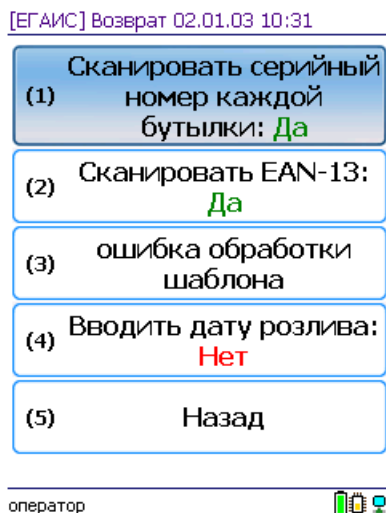 [ЕГАИС] Возврат 02.01.03 10:31
Сканировать серийный
(1) номер каждой
бутылки: Да
(2) Сканировать EAN-13:
Да
(3) ошибка обработки
шаблона
(4) Вводить дату розлива:
Нет
(5) Назад
оператор